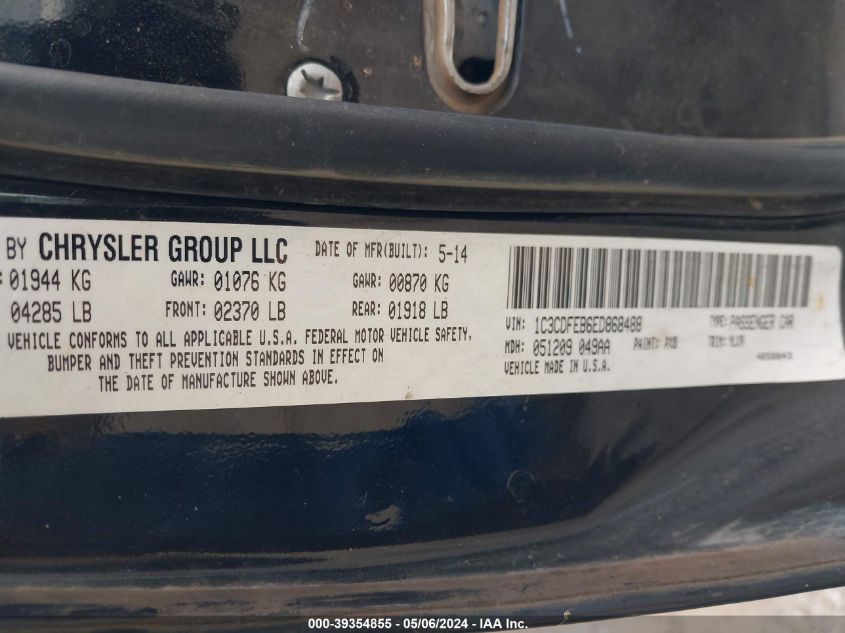 BY CHRYSLER GROUP LLC DATE OF MFR(BUILT): 5-14
: 01944 KG GAWR: 01076 KG GAWR: 00870 KG
04285 LB FRONT: 02370 LB REAR: 01918 LB
VEHICLE CONFORMS TO ALL APPLICABLE U.S.A. FEDERAL MOTOR VEHICLE SAFETY,
BUMPER AND THEFT PREVENTION STANDARDS IN EFFECT ON
THE DATE OF MANUFACTURE SHOWN ABOVE.
VIN: 1C3CDFEB6ED868488 TYPE: PASSENGER CAR
MDH: 051209 049AA PAINT: PXB TRIM:
VEHICLE MADE IN U.S.A.
000-39354855 - 05/06/2024 - IAA Inc.